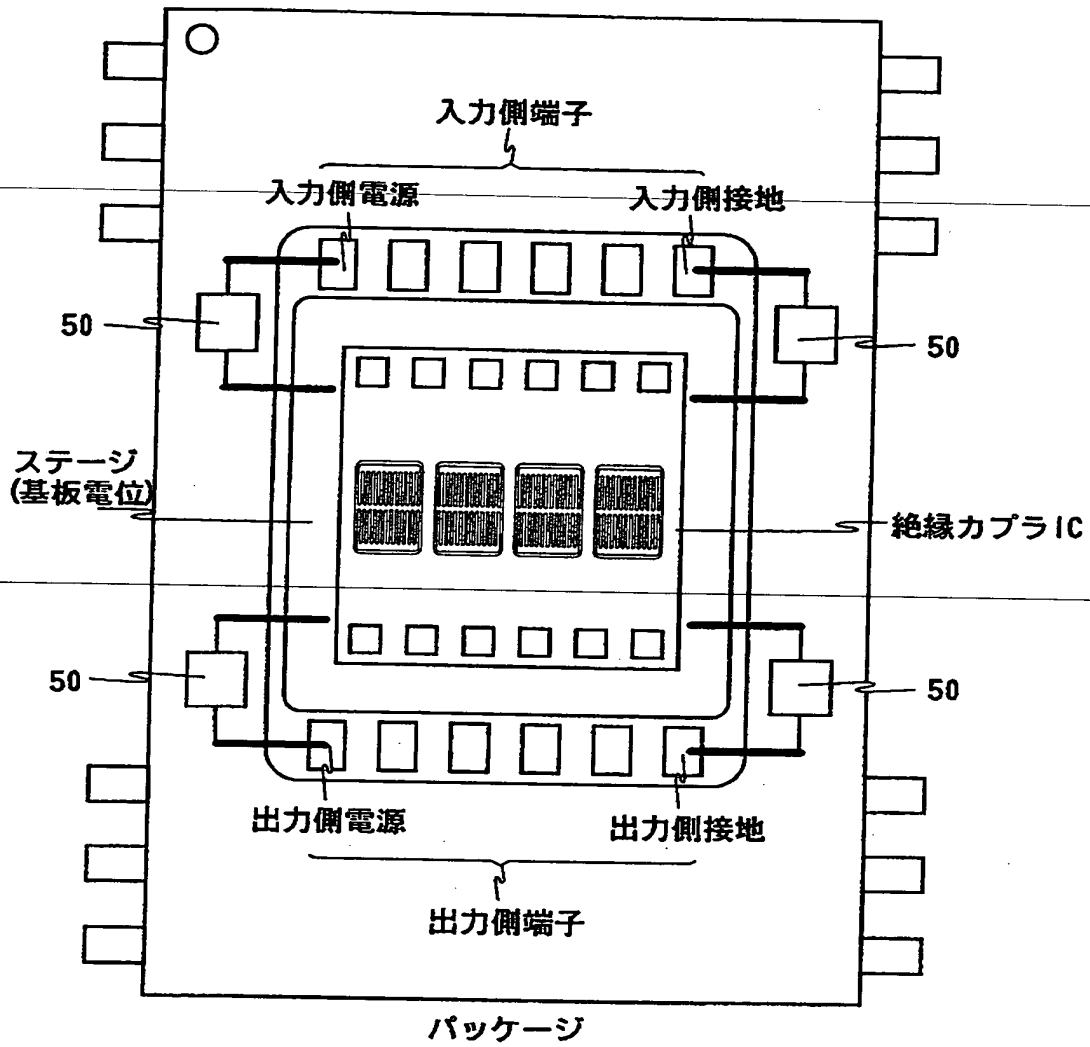 入力側端子
入力側電源
入力側接地
50
50
ステージ
(基板電位)
絶縁カプラIC
50
50
出力側電源
出力側接地
出力側端子
パッケージ